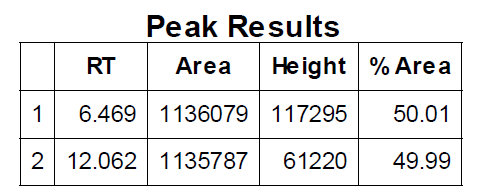 Peak Results
RT Area Height % Area
1 6.469 1136079 117295 50.01
2 12.062 1135787 61220 49.99